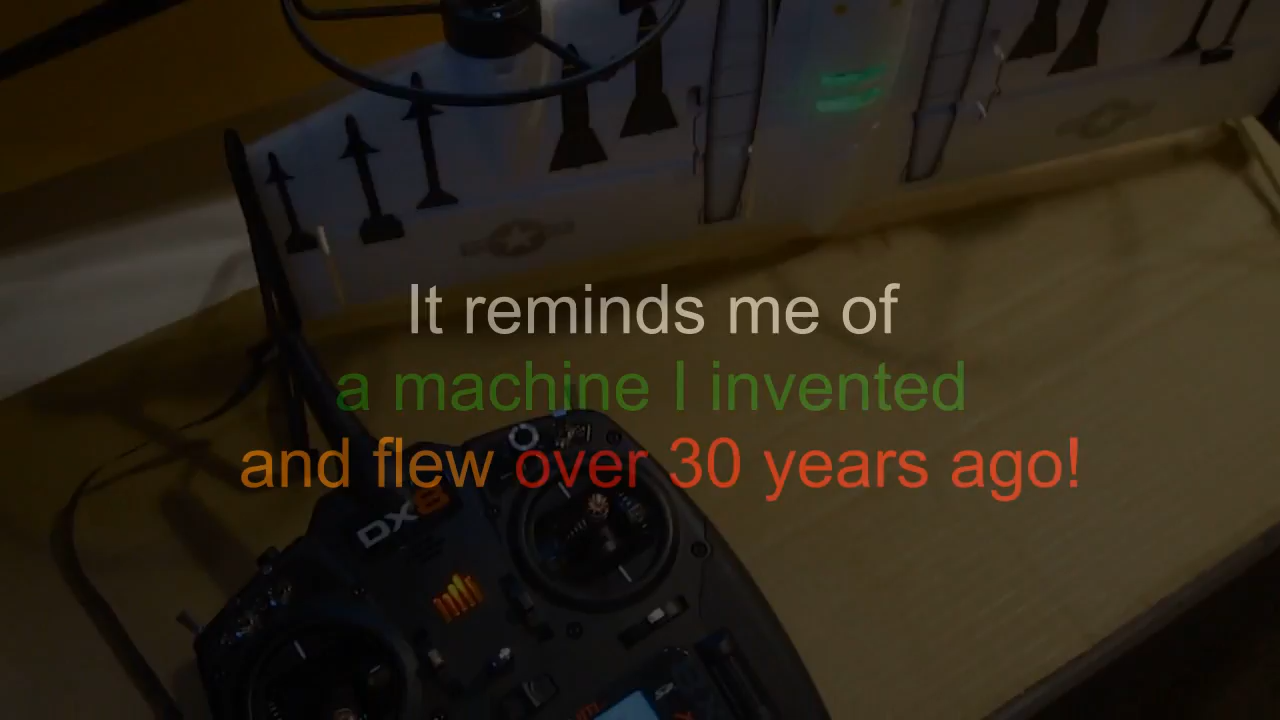 It reminds me of
a machine I invented
and flew over 30 years ago!
DX8